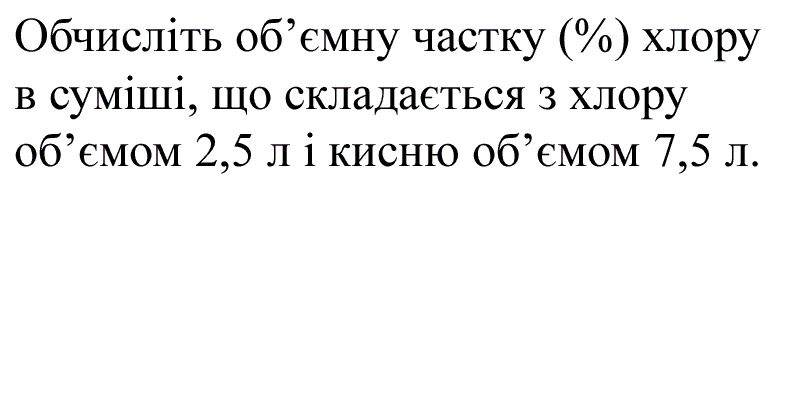 Обчисліть об’ємну частку (%) хлору
в суміші, що складається з хлору
об’ємом 2,5 л і кисню об’ємом 7,5 л.